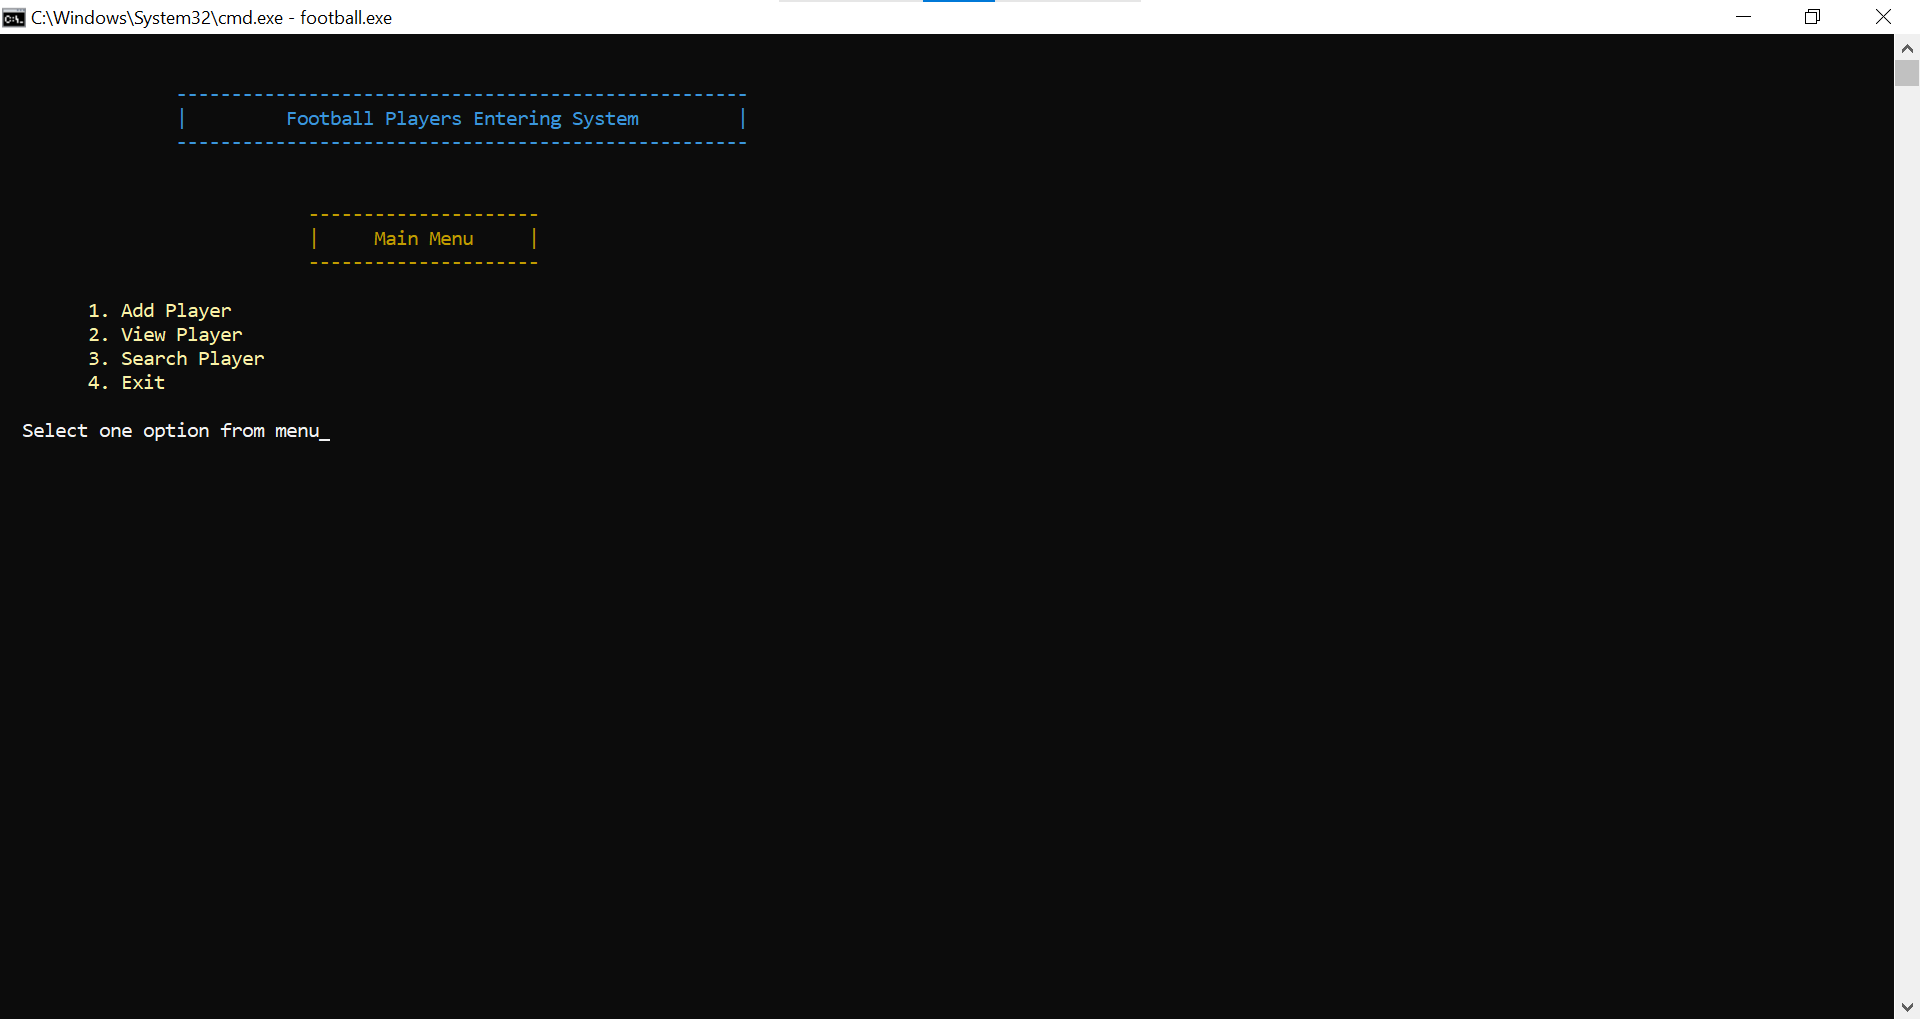 C:\Windows\System32\cmd.exe - football.exe
----------------------------------------------------
| Football Players Entering System |
----------------------------------------------------
---------------------
| Main Menu |
---------------------
1. Add Player
2. View Player
3. Search Player
4. Exit
Select one option from menu_